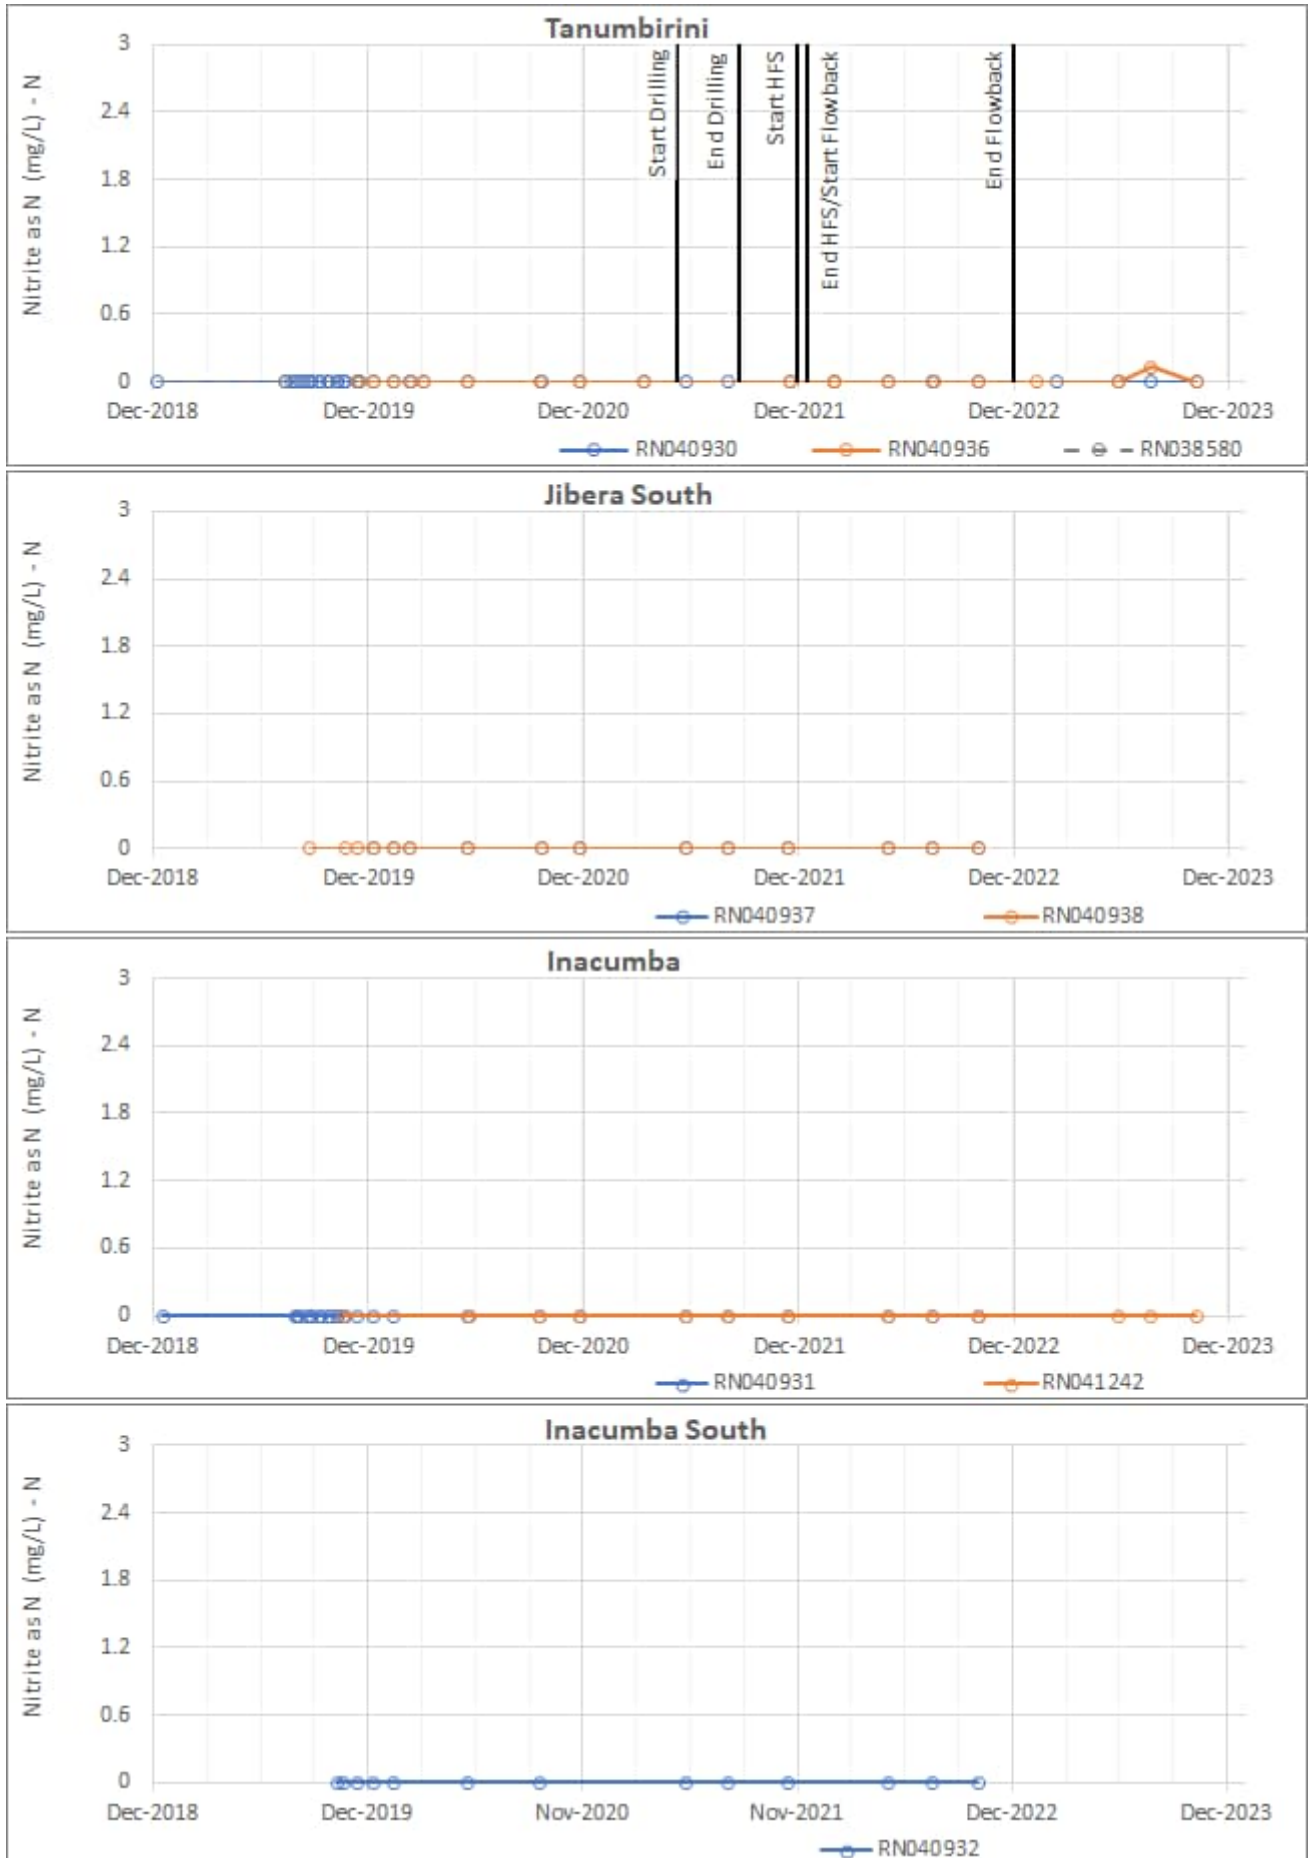 Tanumbirini
Nitrite as N (mg/L) - N
3
2.4
1.8
1.2
0.6
0
Start Drilling
End Drilling
Start HFS
End HFS/Start Flowback
End Flowback
Dec-2018 Dec-2019 Dec-2020 Dec-2021 Dec-2022 Dec-2023
RN040930 RN040936 RN038580
Jibera South
Nitrite as N (mg/L) - N
3
2.4
1.8
1.2
0.6
0
Dec-2018 Dec-2019 Dec-2020 Dec-2021 Dec-2022 Dec-2023
RN040937 RN040938
Inacumba
Nitrite as N (mg/L) - N
3
2.4
1.8
1.2
0.6
0
Dec-2018 Dec-2019 Dec-2020 Dec-2021 Dec-2022 Dec-2023
RN040931 RN041242
Inacumba South
Nitrite as N (mg/L) - N
3
2.4
1.8
1.2
0.6
0
Dec-2018 Dec-2019 Nov-2020 Nov-2021 Dec-2022 Dec-2023
RN040932